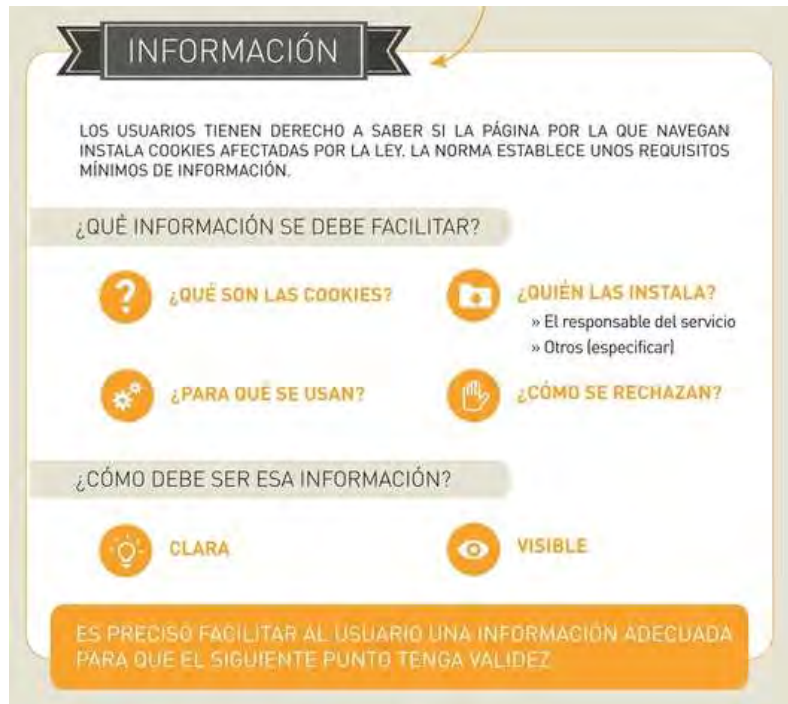 INFORMACIÓN
LOS USUARIOS TIENEN DERECHO A SABER SI LA PÁGINA POR LA QUE NAVEGAN
INSTALA COOKIES AFECTADAS POR LA LEY. LA NORMA ESTABLECE UNOS REQUISITOS
MÍNIMOS DE INFORMACIÓN.
¿QUÉ INFORMACIÓN SE DEBE FACILITAR?
¿QUÉ SON LAS COOKIES?
¿QUIÉN LAS INSTALA?
» El responsable del servicio
» Otros (especificar)
¿PARA QUÉ SE USAN?
¿CÓMO SE RECHAZAN?
¿CÓMO DEBE SER ESA INFORMACIÓN?
CLARA
VISIBLE
ES PRECISO FACILITAR AL USUARIO UNA INFORMACIÓN ADECUADA
PARA QUE EL SIGUIENTE PUNTO TENGA VALIDEZ